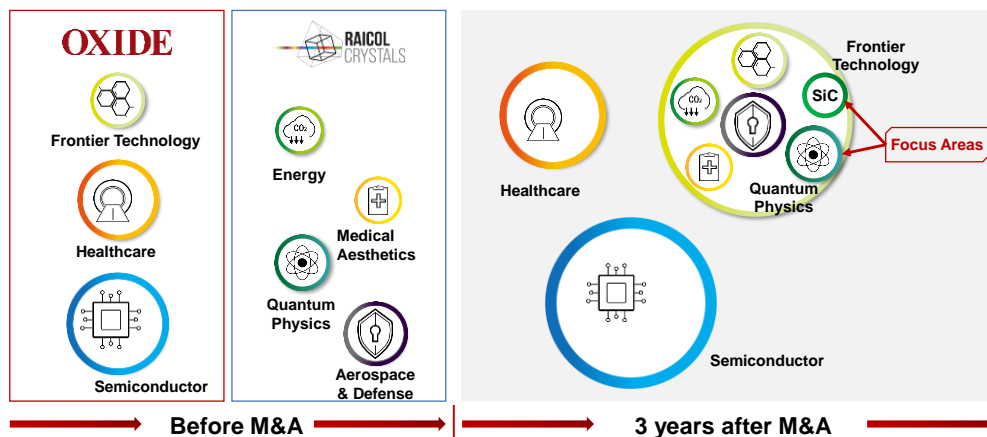 OXIDE
Frontier Technology
Healthcare
Semiconductor
RAICOL
CRYSTALS
CO₂
Energy
Medical
Aesthetics
Quantum
Physics
Aerospace
& Defense
Healthcare
Semiconductor
Frontier
Technology
CO₂
SiC
Quantum
Physics
Focus Areas
Before M&A
3 years after M&A